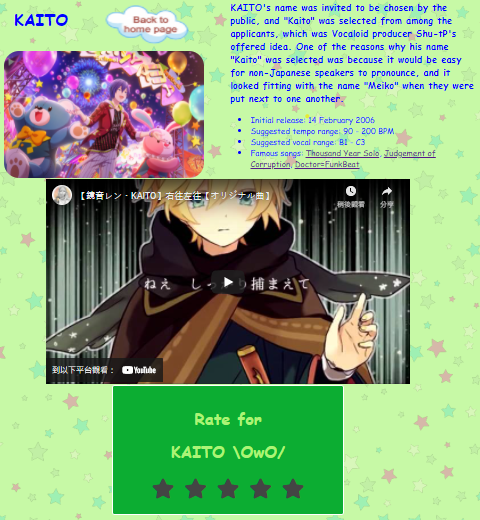 KAITO
Back to
home page
KAITO's name was invited to be chosen by the
public, and "Kaito" was selected from among the
applicants, which was Vocaloid producer Shu-tP's
offered idea. One of the reasons why his name
"Kaito" was selected was because it would be easy
for non-Japanese speakers to pronounce, and it
looked fitting with the name "Meiko" when they were
put next to one another.
Initial release: 14 February 2006
Suggested tempo range: 90 - 200 BPM
Suggested vocal range: B1 - C3
Famous songs: Thousand Year Solo, Judgement of
Corruption, Doctor=FunkBeat
【鏡音レン・KAITO】右往左往【オリジナル曲】
稍後觀看
分享
ねえ しっかり捕まえて
到以下平台觀看：
YouTube
Rate for
KAITO \OwO/